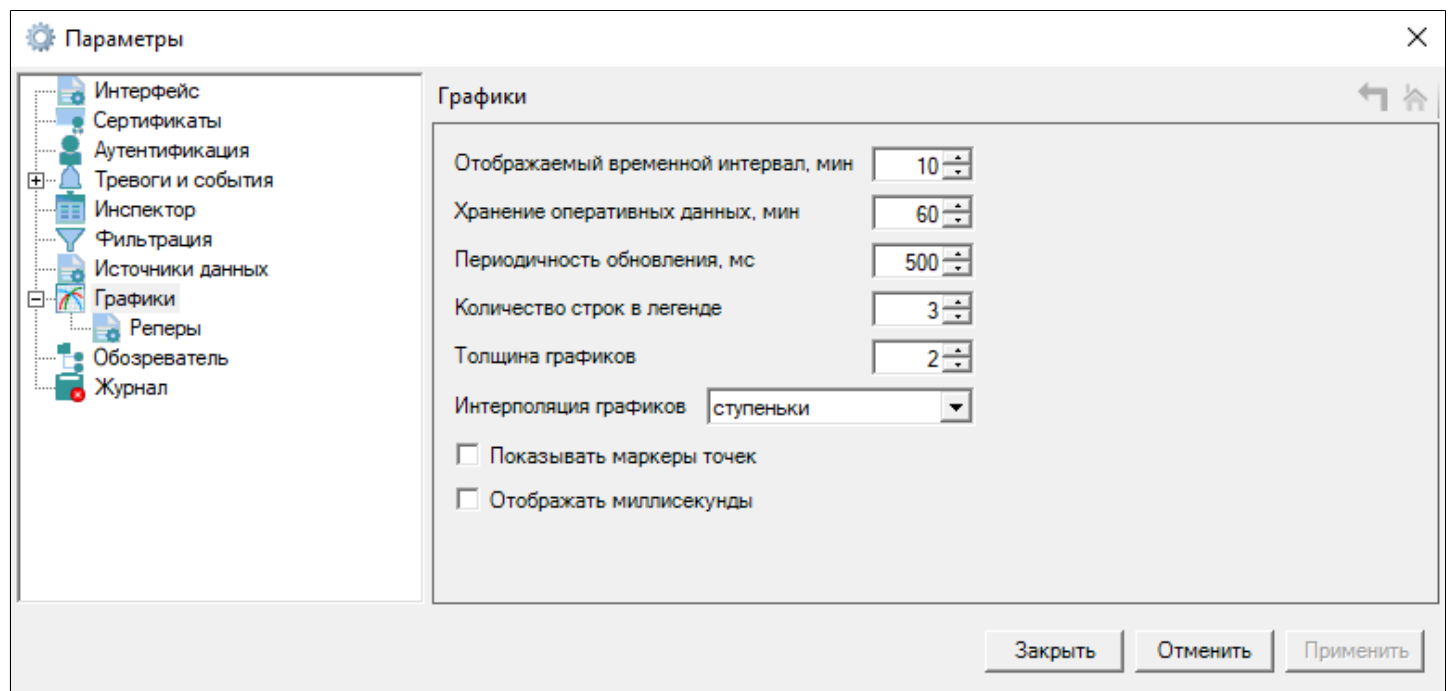 Параметры
Интерфейс
Сертификаты
Аутентификация
Тревоги и события
Инспектор
Фильтрация
Источники данных
Графики
Реперы
Обозреватель
Журнал
Графики
Отображаемый временной интервал, мин 10
Хранение оперативных данных, мин 60
Периодичность обновления, мс 500
Количество строк в легенде 3
Толщина графиков 2
Интерполяция графиков ступеньки
Показывать маркеры точек
Отображать миллисекунды
Закрыть Отменить Применить